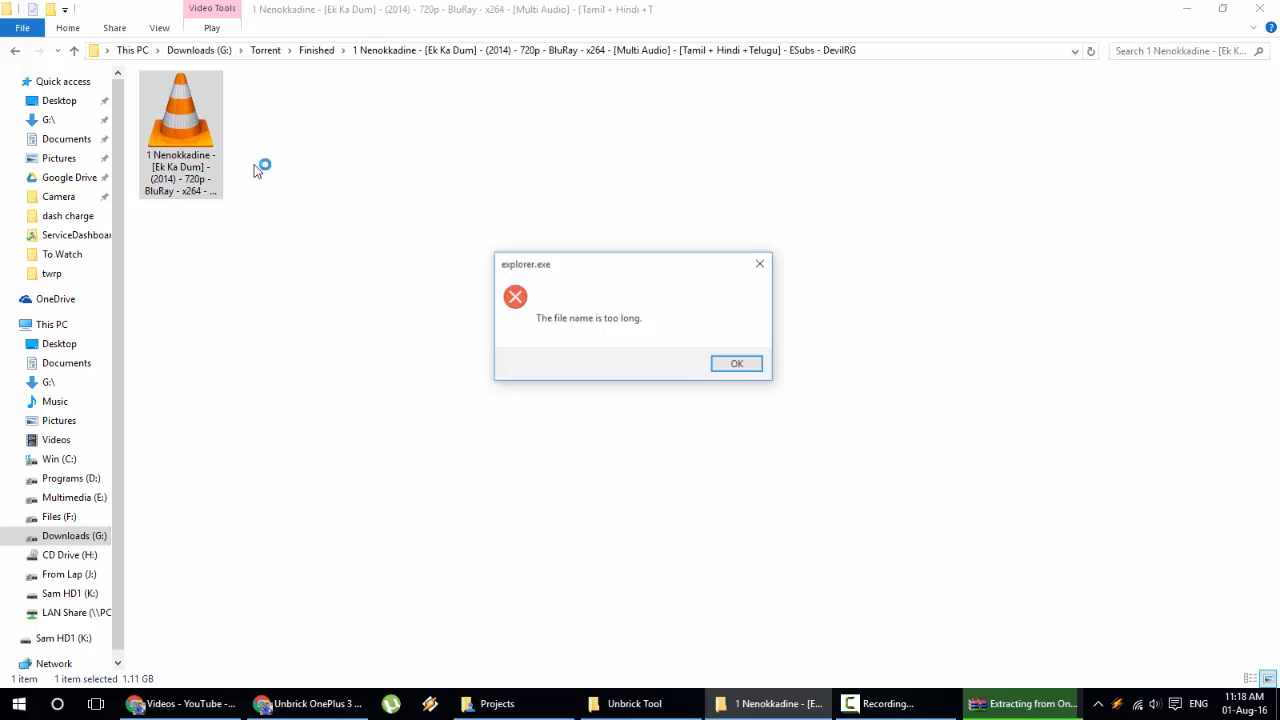 Video Tools
1 Nenokkadine - [Ek Ka Dum] - (2014) - 720p - BluRay - x264 - [Multi Audio] - [Tamil + Hindi + T
File
Home
Share
View
Play
This PC
Downloads (G:)
Torrent
Finished
1 Nenokkadine - [Ek Ka Dum] - (2014) - 720p - BluRay - x264 - [Multi Audio] - [Tamil + Hindi +Telugu] - ESubs - DevilRG
Search 1 Nenokkadine - [Ek K...
Quick access
Desktop
G:\
Documents
Pictures
Google Drive
Camera
dash charge
ServiceDashboar
To Watch
twrp
OneDrive
This PC
Desktop
Documents
G:\
Music
Pictures
Videos
Win (C:)
Programs (D:)
Multimedia (E:)
Files (F:)
Downloads (G:)
CD Drive (H:)
From Lap (J:)
Sam HD1 (K:)
LAN Share (\\PC
Sam HD1 (K:)
Network
1 Nenokkadine -
[Ek Ka Dum] -
(2014) - 720p -
BluRay - x264 - ...
explorer.exe
The file name is too long.
OK
1 item
1 item selected 1.11 GB
Videos - YouTube - ...
Unbrick OnePlus 3 ...
Projects
Unbrick Tool
1 Nenokkadine - [E...
Recording...
Extracting from On...
ENG
11:18 AM
01-Aug-16